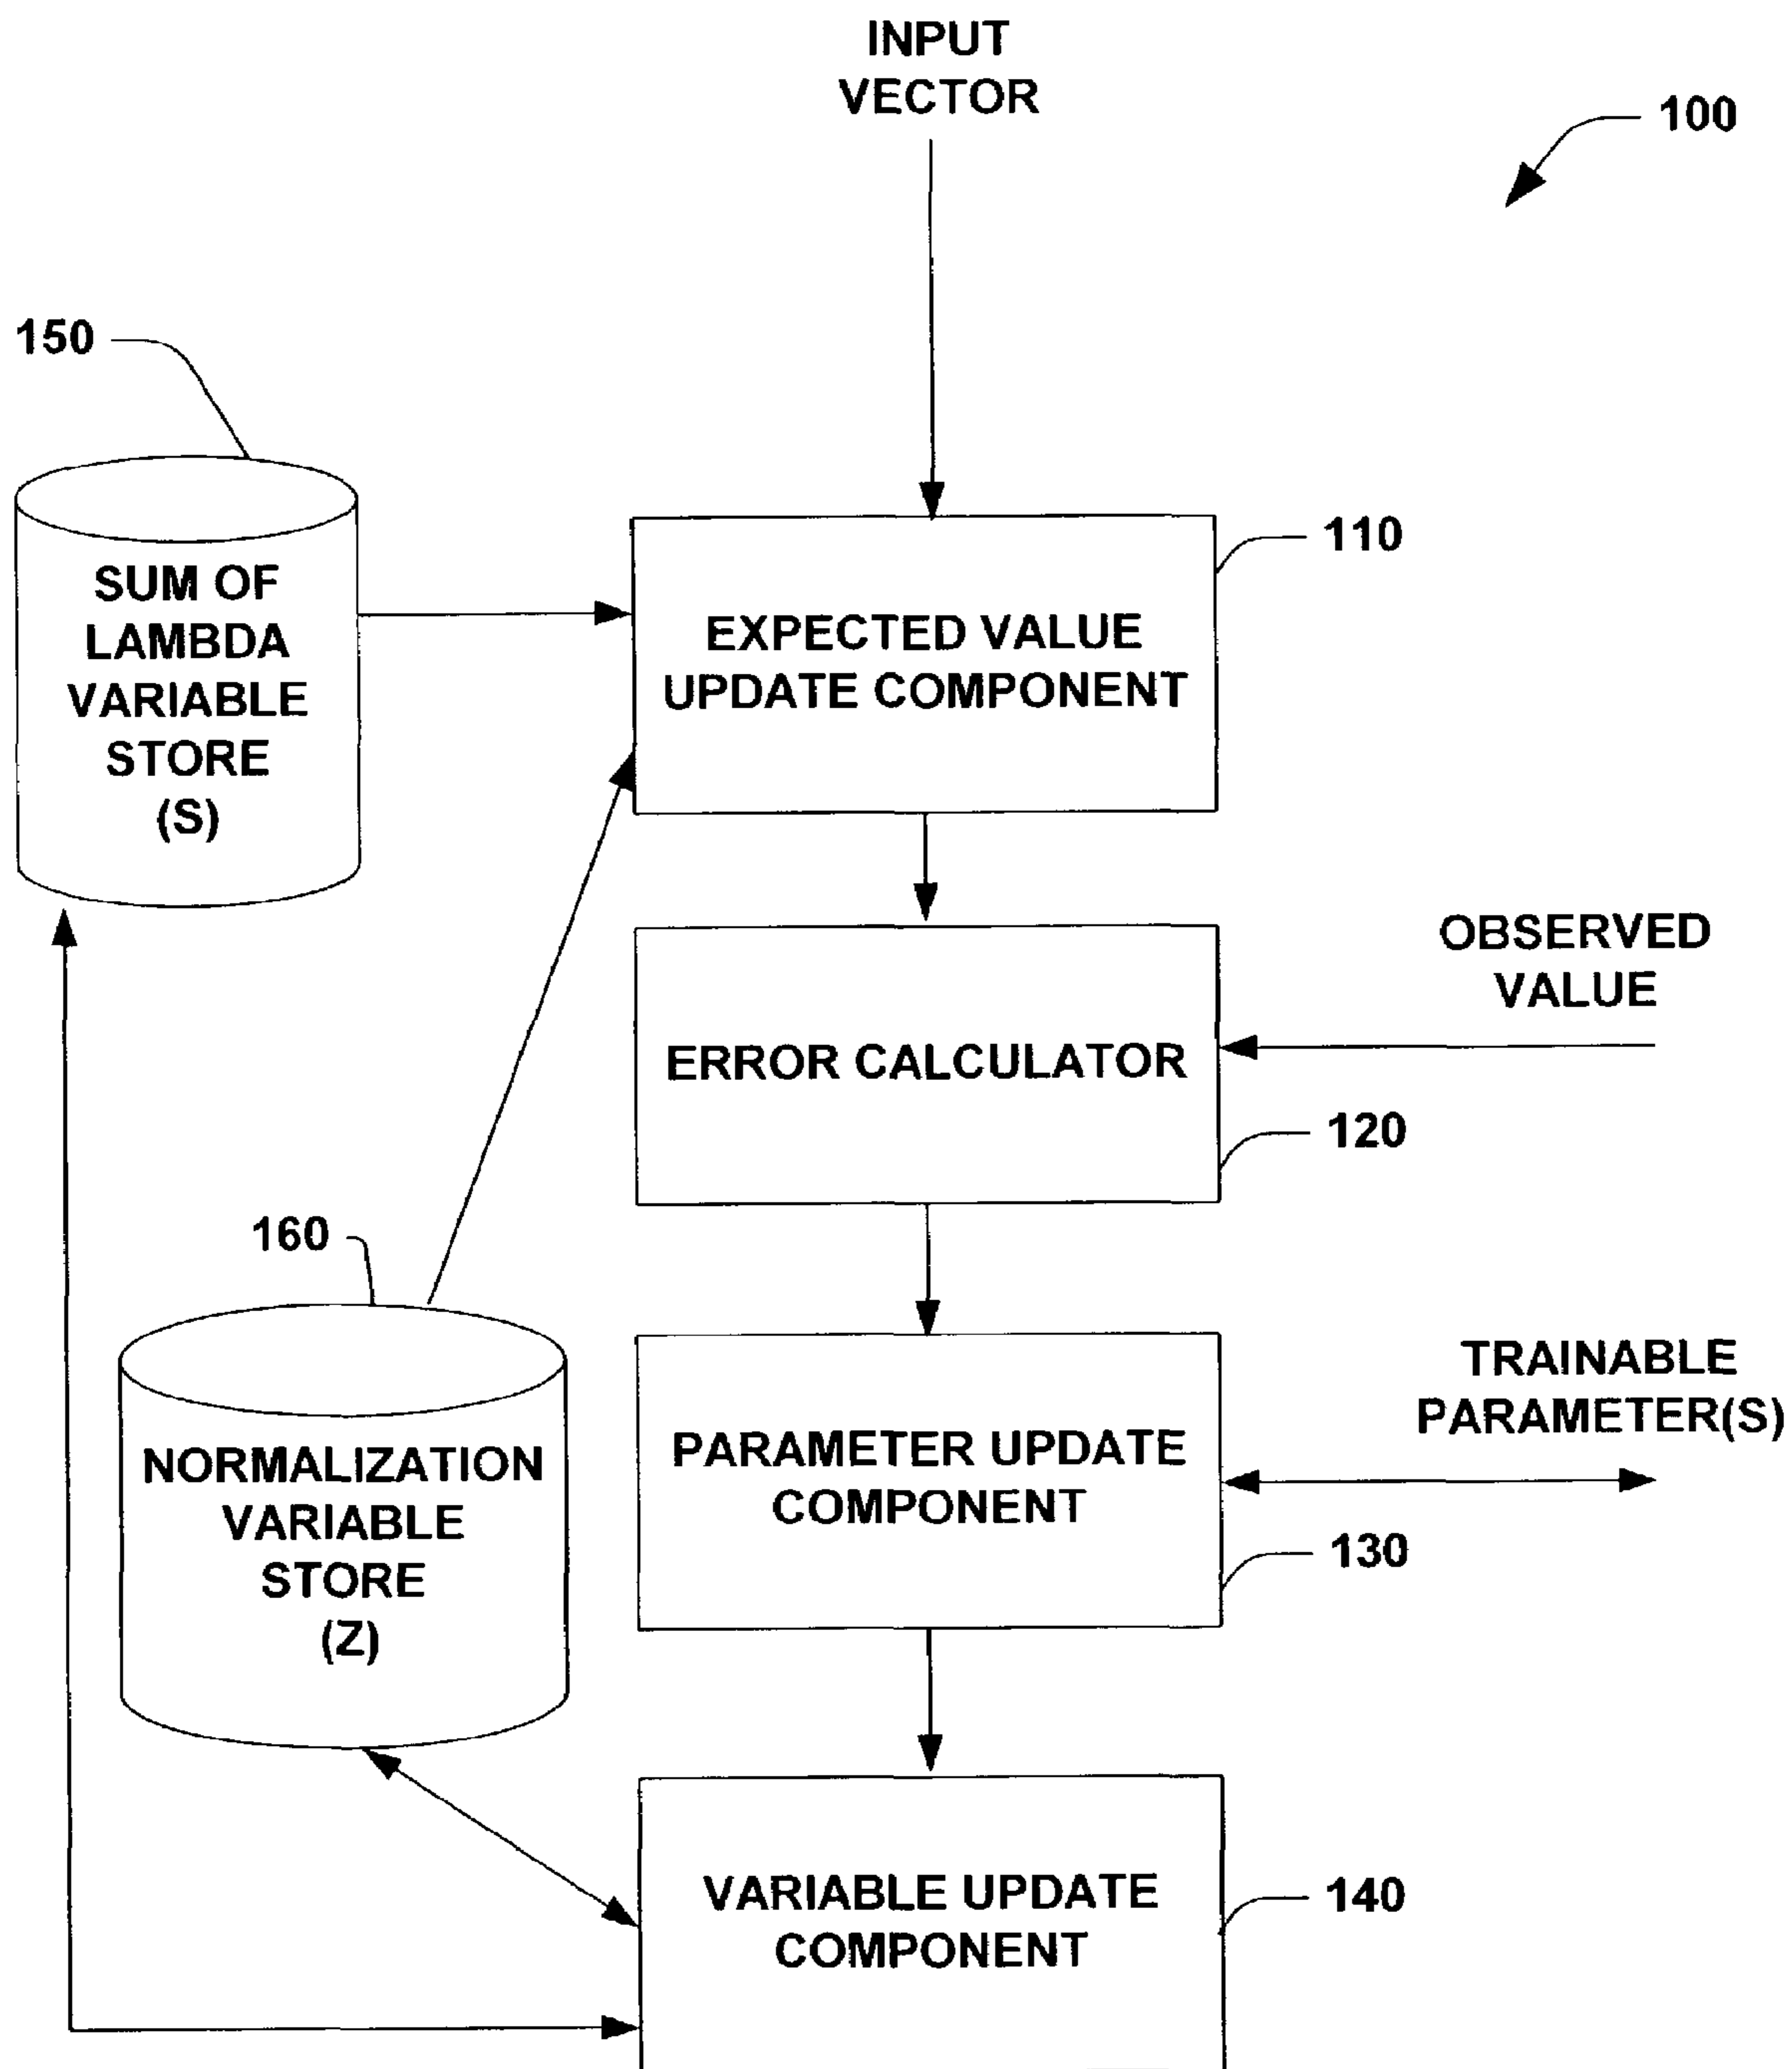 INPUT
VECTOR
100
150
SUM OF
LAMBDA
VARIABLE
STORE
(S)
110
EXPECTED VALUE
UPDATE COMPONENT
OBSERVED
VALUE
ERROR CALCULATOR
120
160
NORMALIZATION
VARIABLE
STORE
(Z)
TRAINABLE
PARAMETER(S)
PARAMETER UPDATE
COMPONENT
130
VARIABLE UPDATE
COMPONENT
140